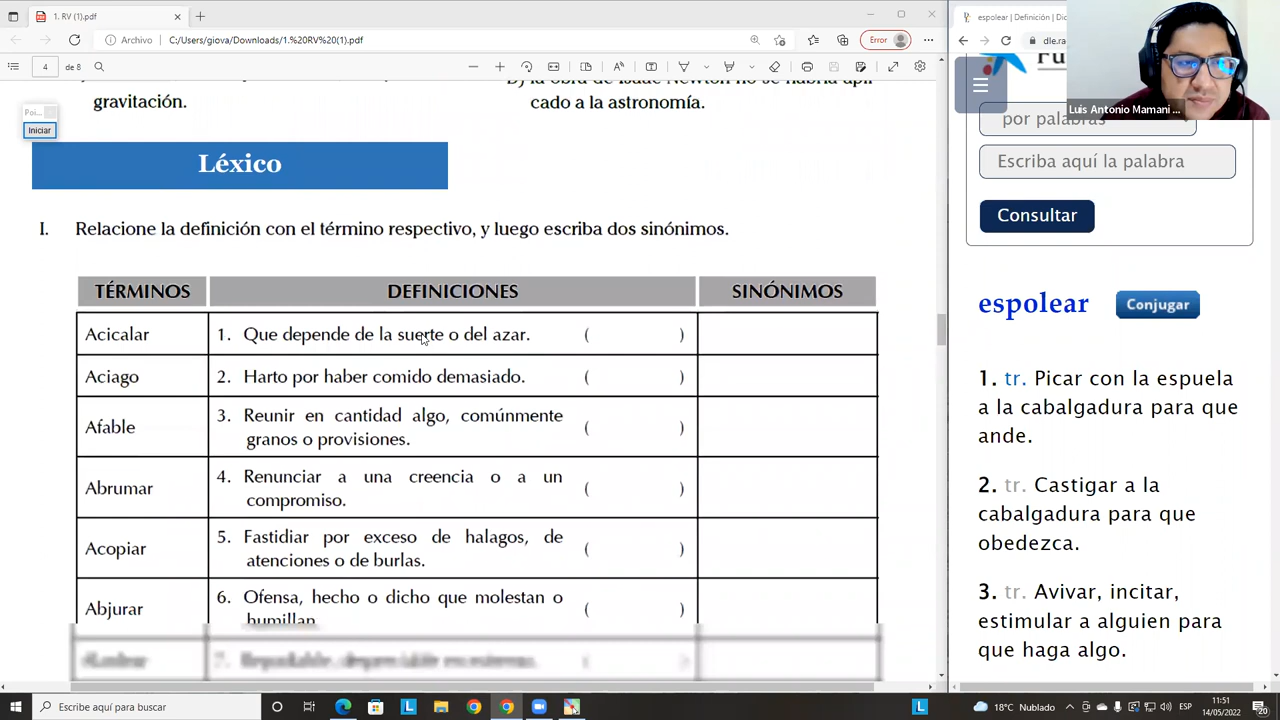 1. RV (1).pdf
Archivo
C:/Users/giova/Downloads/1.%20RV%20(1).pdf
Error
4
de 8
espolear | Definición | Dic
dle.ra
gravitación.
cado a la astronomía.
Poi...
Iniciar
Luis Antonio Mamani ...
por palabras
Escriba aquí la palabra
Consultar
Léxico
I. Relacione la definición con el término respectivo, y luego escriba dos sinónimos.
TÉRMINOS DEFINICIONES SINÓNIMOS
Acicalar 1. Que depende de la suerte o del azar. ( )
Aciago 2. Harto por haber comido demasiado. ( )
Afable 3. Reunir en cantidad algo, comúnmente
granos o provisiones. ( )
Abrumar 4. Renunciar a una creencia o a un
compromiso. ( )
Acopiar 5. Fastidiar por exceso de halagos, de
atenciones o de burlas. ( )
Abjurar 6. Ofensa, hecho o dicho que molestan o
humillan ( )
espolear Conjugar
1. tr. Picar con la espuela
a la cabalgadura para que
ande.
2. tr. Castigar a la
cabalgadura para que
obedezca.
3. tr. Avivar, incitar,
estimular a alguien para
que haga algo.
Escribe aquí para buscar
18°C Nublado
ESP
11:51
14/05/2022
20